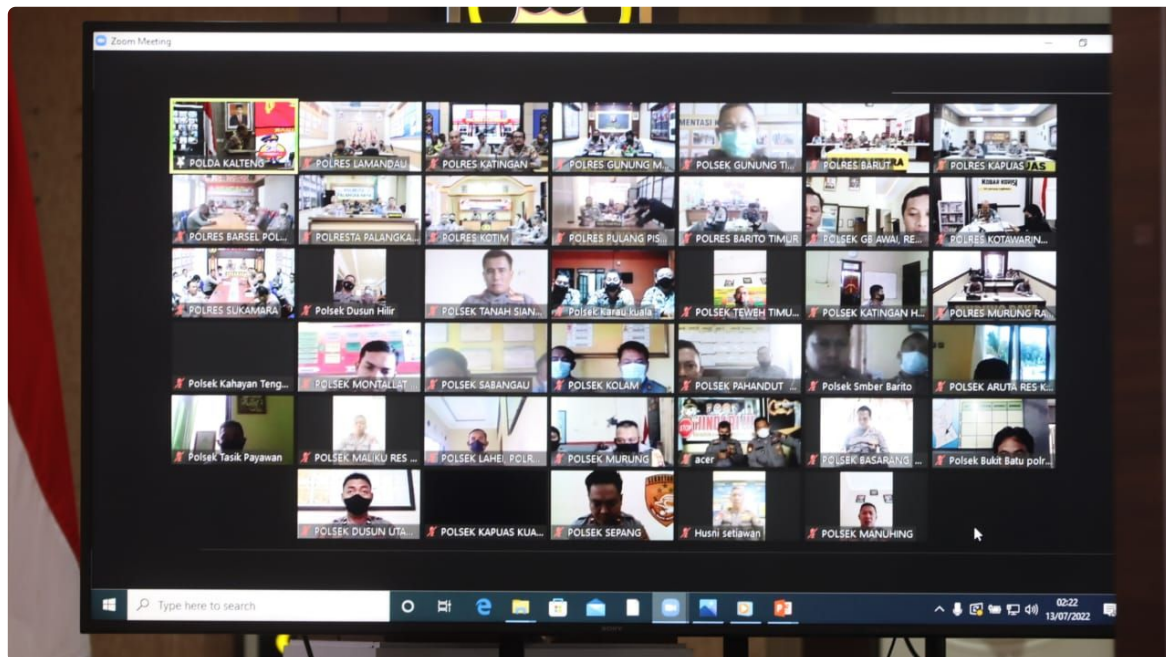 Zoom Meeting
POLDA KALTENG
POLRES LAMANDAU
POLRES KATINGAN
POLRES GUNUNG M...
POLSEK GUNUNG TI...
POLRES BARUT
POLRES KAPUAS
POLRES BARSEL POL...
POLRESTA PALANGKA...
POLRES KOTIM
POLRES PULANG PIS...
POLRES BARITO TIMUR
POLSEK GB AWAI, RE...
POLRES KOTAWARIN...
POLRES SUKAMARA
Polsek Dusun Hilir
POLSEK TANAH SIAN...
Polsek Karau kuala
POLSEK TEWEH TIMU...
POLSEK KATINGAN H...
POLRES MURUNG RA...
Polsek Kahayan Teng...
POLSEK MONTALLAT ...
POLSEK SABANGAU
POLSEK KOLAM
POLSEK PAHANDUT ...
Polsek Smber Barito
POLSEK ARUTA RES K...
Polsek Tasik Payawan
POLSEK MALIKU RES ...
POLSEK LAHEI, POLR...
POLSEK MURUNG
acer
POLSEK BASARANG ...
Polsek Bukit Batu polr...
POLSEK DUSUN UTA...
POLSEK KAPUAS KUA...
POLSEK SEPANG
Husni setiawan
POLSEK MANUHING
Type here to search
02:22
13/07/2022